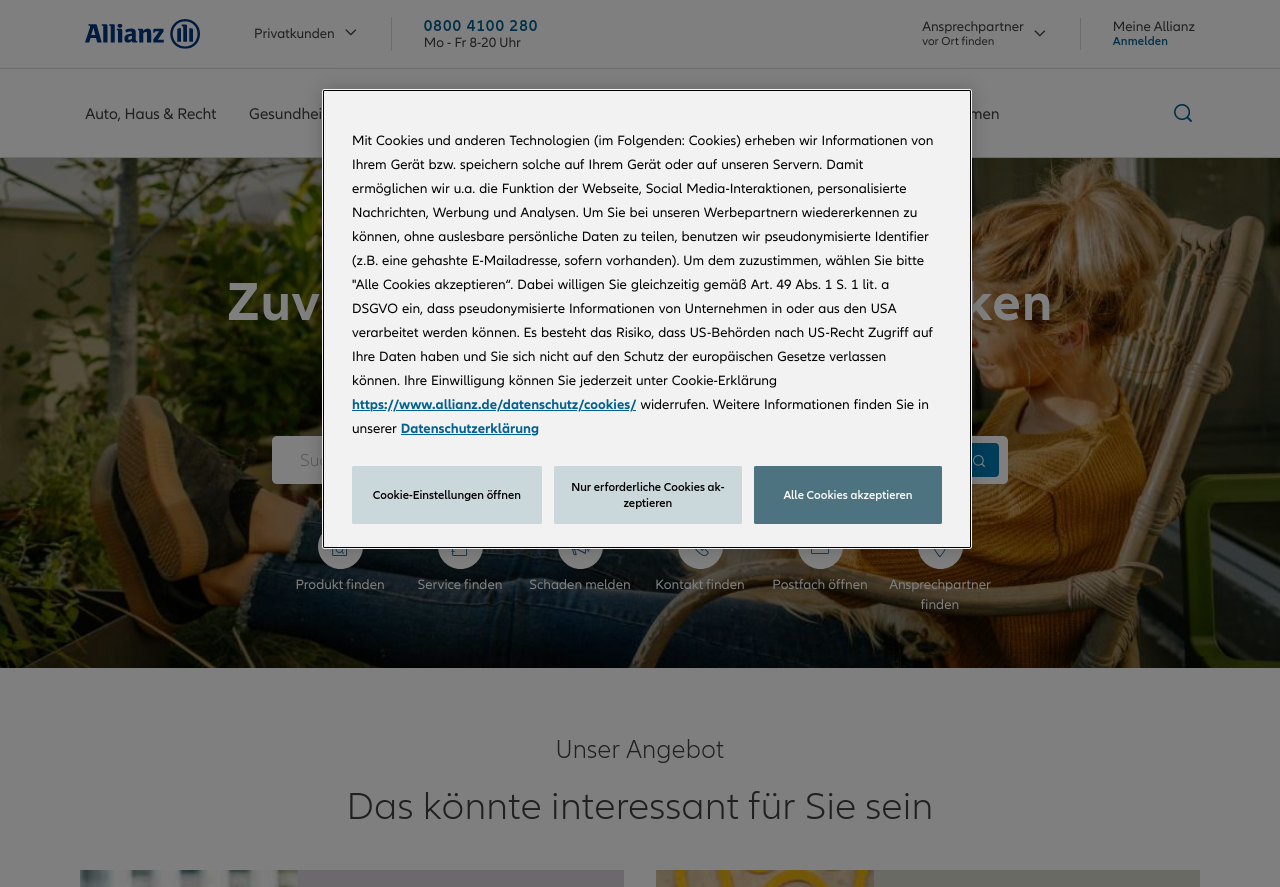 Allianz
Privatkunden
0800 4100 280
Mo - Fr 8-20 Uhr
Ansprechpartner
vor Ort finden
Meine Allianz
Anmelden
Auto, Haus & Recht
Mit Cookies und anderen Technologien (im Folgenden: Cookies) erheben wir Informationen von
Ihrem Gerät bzw. speichern solche auf Ihrem Gerät oder auf unseren Servern. Damit
ermöglichen wir u.a. die Funktion der Webseite, Social Media-Interaktionen, personalisierte
Nachrichten, Werbung und Analysen. Um Sie bei unseren Werbepartnern wiedererkennen zu
können, ohne auslesbare persönliche Daten zu teilen, benutzen wir pseudonymisierte Identifier
(z.B. eine gehashte E-Mailadresse, sofern vorhanden). Um dem zuzustimmen, wählen Sie bitte
"Alle Cookies akzeptieren“. Dabei willigen Sie gleichzeitig gemäß Art. 49 Abs. 1 S. 1 lit. a
DSGVO ein, dass pseudonymisierte Informationen von Unternehmen in oder aus den USA
verarbeitet werden können. Es besteht das Risiko, dass US-Behörden nach US-Recht Zugriff auf
Ihre Daten haben und Sie sich nicht auf den Schutz der europäischen Gesetze verlassen
können. Ihre Einwilligung können Sie jederzeit unter Cookie-Erklärung
https://www.allianz.de/datenschutz/cookies/ widerrufen. Weitere Informationen finden Sie in
unserer Datenschutzerklärung
Cookie-Einstellungen öffnen
Nur erforderliche Cookies ak-
zeptieren
Alle Cookies akzeptieren
Produkt finden
Service finden
Schaden melden
Kontakt finden
Postfach öffnen
Ansprechpartner
finden
Unser Angebot
Das könnte interessant für Sie sein